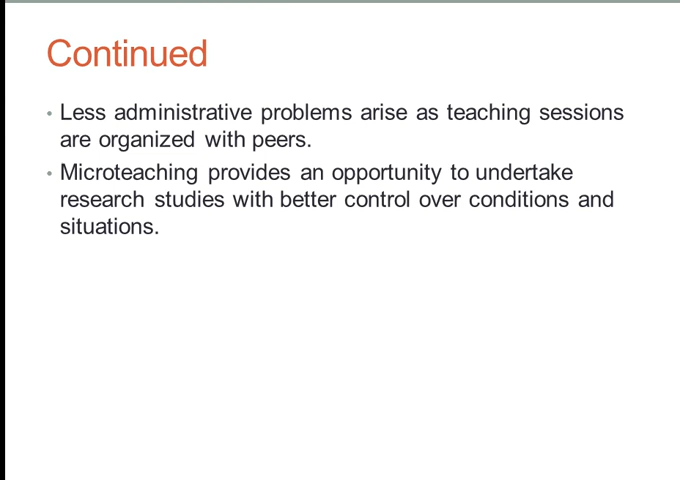 Continued
• Less administrative problems arise as teaching sessions
are organized with peers.
• Microteaching provides an opportunity to undertake
research studies with better control over conditions and
situations.